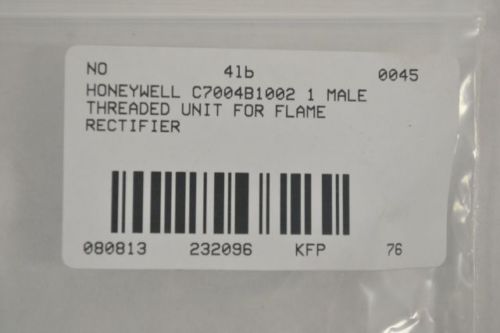 NO 4lb 0045
HONEYWELL C7004B1002 1 MALE
THREADED UNIT FOR FLAME
RECTIFIER
080813 232096 KFP 76